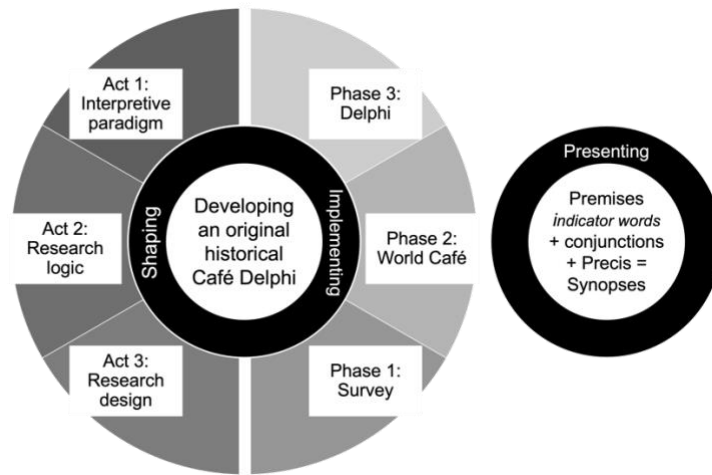 Act 1:
Interpretive
paradigm
Act 2:
Research
logic
Act 3:
Research
design
Shaping
Developing
an original
historical
Café Delphi
Implementing
Phase 3:
Delphi
Phase 2:
World Café
Phase 1:
Survey
Presenting
Premises
indicator words
+ conjunctions
+ Precis =
Synopses